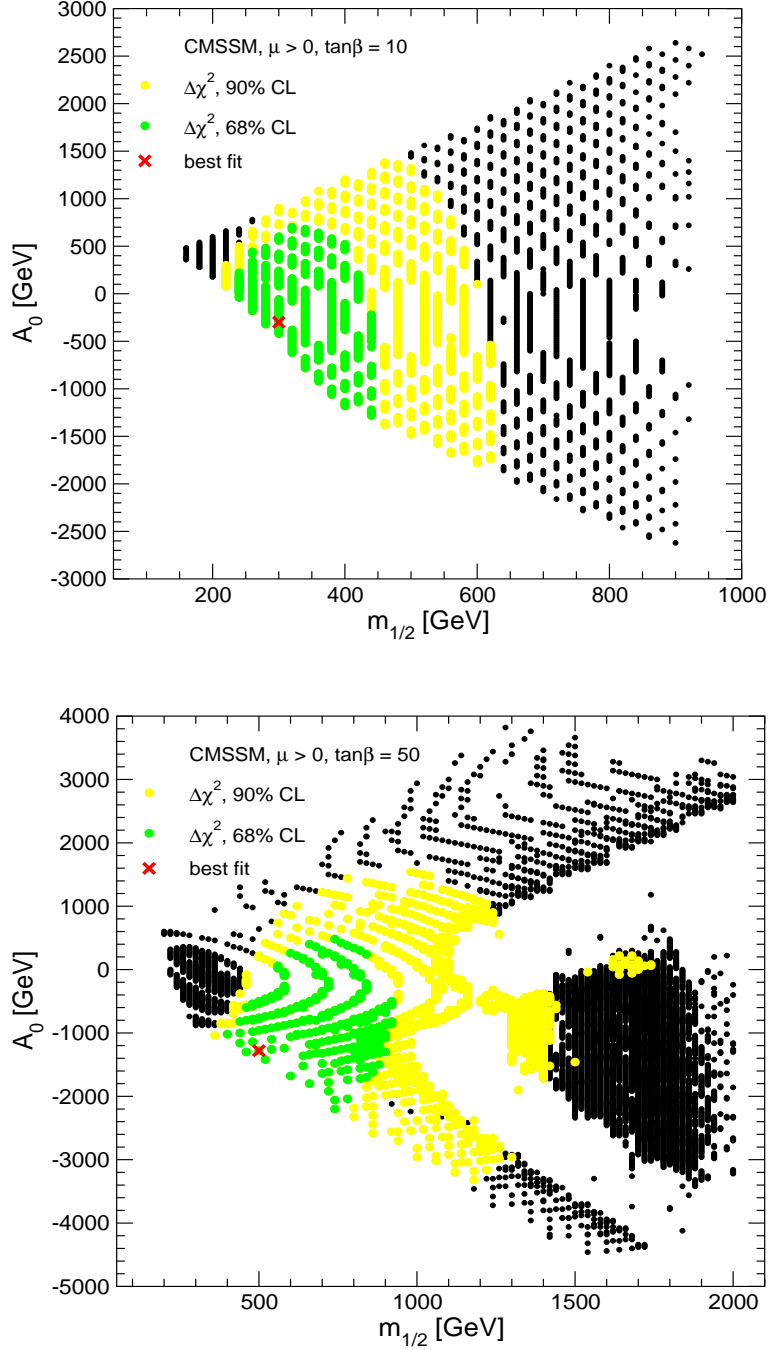 3000
2500
2000
1500
1000
500
0
-500
-1000
-1500
-2000
-2500
-3000
A0 [GeV]
CMSSM, μ > 0, tanβ = 10
Δχ², 90% CL
Δχ², 68% CL
best fit
200 400 600 800 1000
m1/2 [GeV]
4000
3000
2000
1000
0
-1000
-2000
-3000
-4000
-5000
A0 [GeV]
CMSSM, μ > 0, tanβ = 50
Δχ², 90% CL
Δχ², 68% CL
best fit
500 1000 1500 2000
m1/2 [GeV]